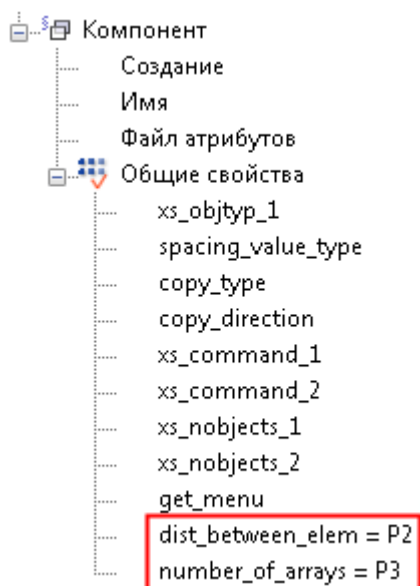 Компонент
Создание
Имя
Файл атрибутов
Общие свойства
xs_objtyp_1
spacing_value_type
copy_type
copy_direction
xs_command_1
xs_command_2
xs_nobjects_1
xs_nobjects_2
get_menu
dist_between_elem = P2
number_of_arrays = P3